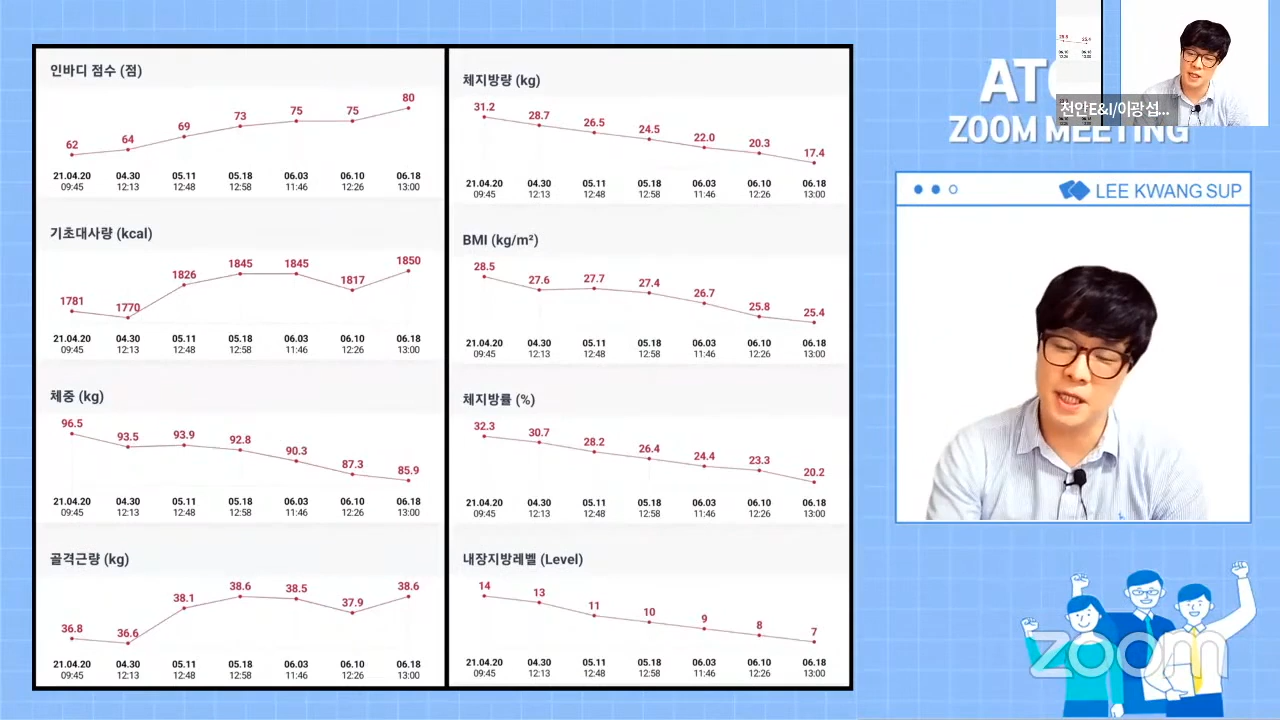 인바디 점수 (점)
62 64 69 73 75 75 80
21.04.20 04.30 05.11 05.18 06.03 06.10 06.18
09:45 12:13 12:48 12:58 11:46 12:26 13:00
기초대사량 (kcal)
1781 1770 1826 1845 1845 1817 1850
21.04.20 04.30 05.11 05.18 06.03 06.10 06.18
09:45 12:13 12:48 12:58 11:46 12:26 13:00
체중 (kg)
96.5 93.5 93.9 92.8 90.3 87.3 85.9
21.04.20 04.30 05.11 05.18 06.03 06.10 06.18
09:45 12:13 12:48 12:58 11:46 12:26 13:00
골격근량 (kg)
36.8 36.6 38.1 38.6 38.5 37.9 38.6
21.04.20 04.30 05.11 05.18 06.03 06.10 06.18
09:45 12:13 12:48 12:58 11:46 12:26 13:00
체지방량 (kg)
31.2 28.7 26.5 24.5 22.0 20.3 17.4
21.04.20 04.30 05.11 05.18 06.03 06.10 06.18
09:45 12:13 12:48 12:58 11:46 12:26 13:00
BMI (kg/m²)
28.5 27.6 27.7 27.4 26.7 25.8 25.4
21.04.20 04.30 05.11 05.18 06.03 06.10 06.18
09:45 12:13 12:48 12:58 11:46 12:26 13:00
체지방률 (%)
32.3 30.7 28.2 26.4 24.4 23.3 20.2
21.04.20 04.30 05.11 05.18 06.03 06.10 06.18
09:45 12:13 12:48 12:58 11:46 12:26 13:00
내장지방레벨 (Level)
14 13 11 10 9 8 7
21.04.20 04.30 05.11 05.18 06.03 06.10 06.18
09:45 12:13 12:48 12:58 11:46 12:26 13:00
천안E&I/이광섭...
ZOOM MEETING
LEE KWANG SUP
zoom